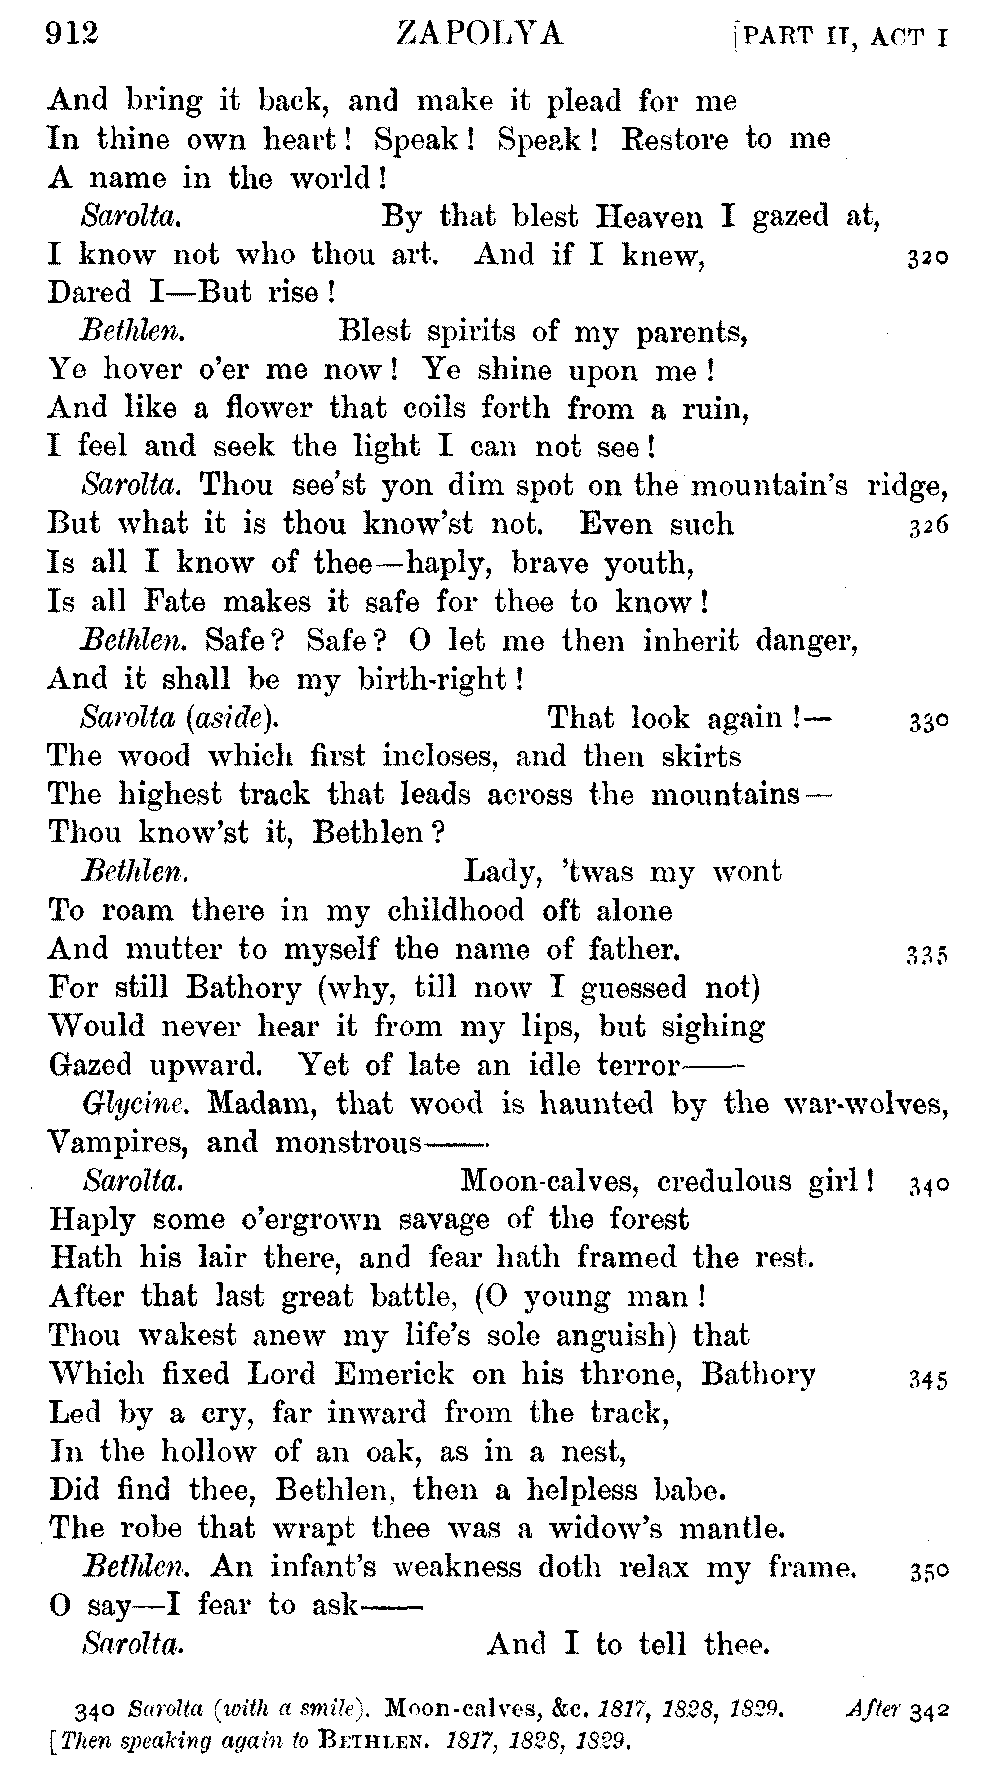 912 ZAPOLYA [PART II, ACT I
And bring it back, and make it plead for me
In thine own heart! Speak! Speak! Restore to me
A name in the world!
Sarolta. By that blest Heaven I gazed at,
I know not who thou art. And if I knew, 320
Dared I—But rise!
Bethlen. Blest spirits of my parents,
Ye hover o'er me now! Ye shine upon me!
And like a flower that coils forth from a ruin,
I feel and seek the light I can not see!
Sarolta. Thou see'st yon dim spot on the mountain's ridge,
But what it is thou know'st not. Even such 326
Is all I know of thee—haply, brave youth,
Is all Fate makes it safe for thee to know!
Bethlen. Safe? Safe? O let me then inherit danger,
And it shall be my birth-right!
Sarolta (aside). That look again!— 330
The wood which first incloses, and then skirts
The highest track that leads across the mountains—
Thou know'st it, Bethlen?
Bethlen. Lady, 'twas my wont
To roam there in my childhood oft alone
And mutter to myself the name of father. 335
For still Bathory (why, till now I guessed not)
Would never hear it from my lips, but sighing
Gazed upward. Yet of late an idle terror——
Glycine. Madam, that wood is haunted by the war-wolves,
Vampires, and monstrous——
Sarolta. Moon-calves, credulous girl! 340
Haply some o'ergrown savage of the forest
Hath his lair there, and fear hath framed the rest.
After that last great battle, (O young man!
Thou wakest anew my life's sole anguish) that
Which fixed Lord Emerick on his throne, Bathory 345
Led by a cry, far inward from the track,
In the hollow of an oak, as in a nest,
Did find thee, Bethlen, then a helpless babe.
The robe that wrapt thee was a widow's mantle.
Bethlen. An infant's weakness doth relax my frame. 350
O say—I fear to ask——
Sarolta. And I to tell thee.
340 Sarolta (with a smile). Moon-calves, &c. 1817, 1828, 1829. After 342
[Then speaking again to BETHLEN. 1817, 1828, 1829.